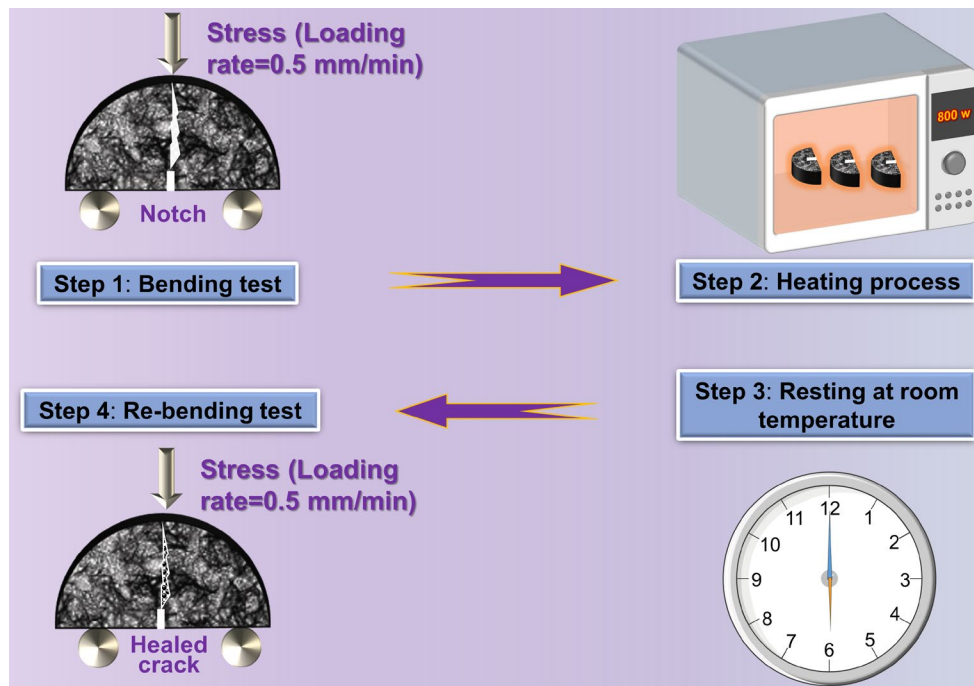 Stress (Loading
rate=0.5 mm/min)
Notch
800 w
Step 1: Bending test
Step 2: Heating process
Step 4: Re-bending test
Step 3: Resting at room
temperature
Stress (Loading
rate=0.5 mm/min)
Healed
crack
12
1
2
3
4
5
6
7
8
9
10
11